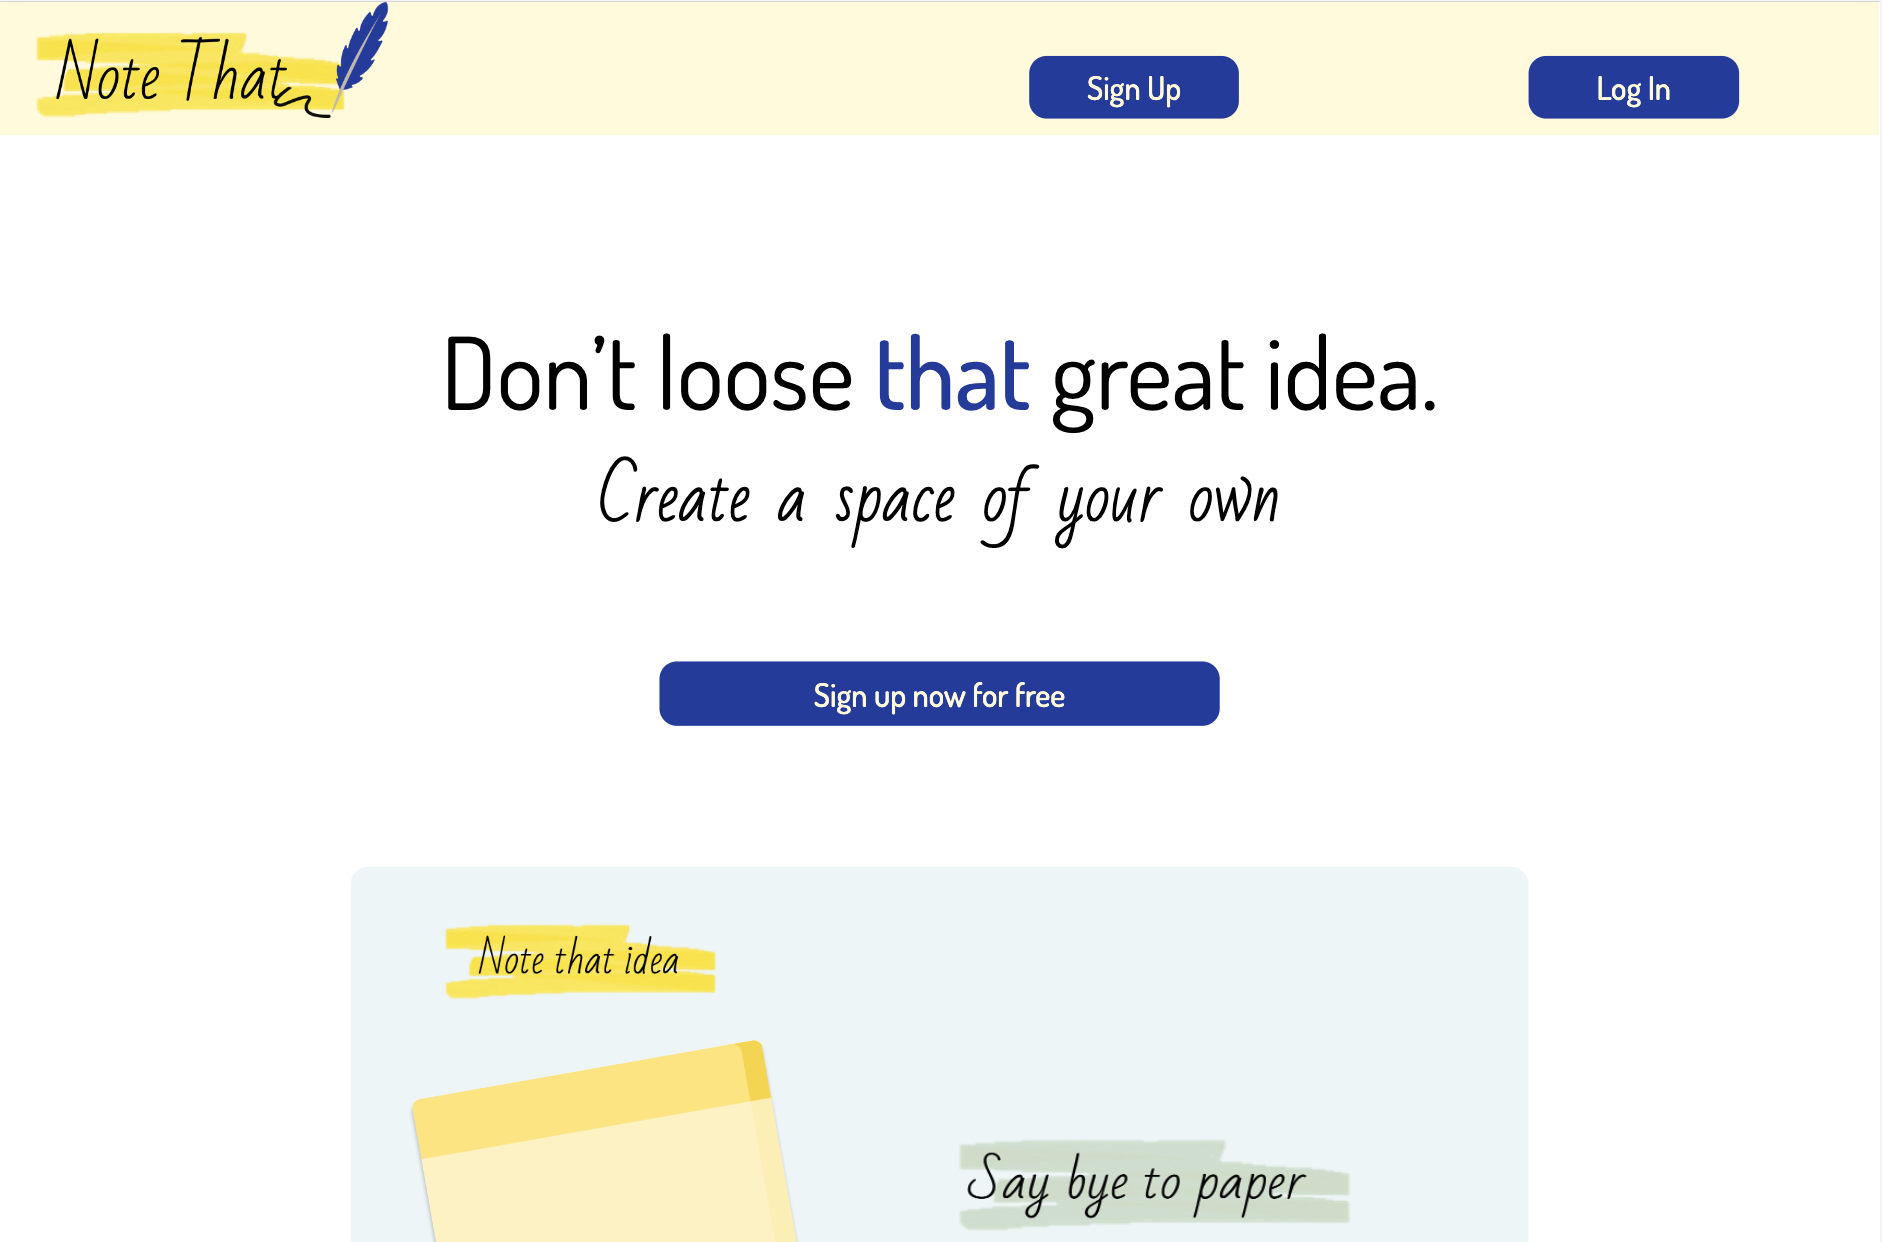 Note That
Sign Up
Log In
Don’t loose that great idea.
Create a space of your own
Sign up now for free
Note that idea
Say bye to paper